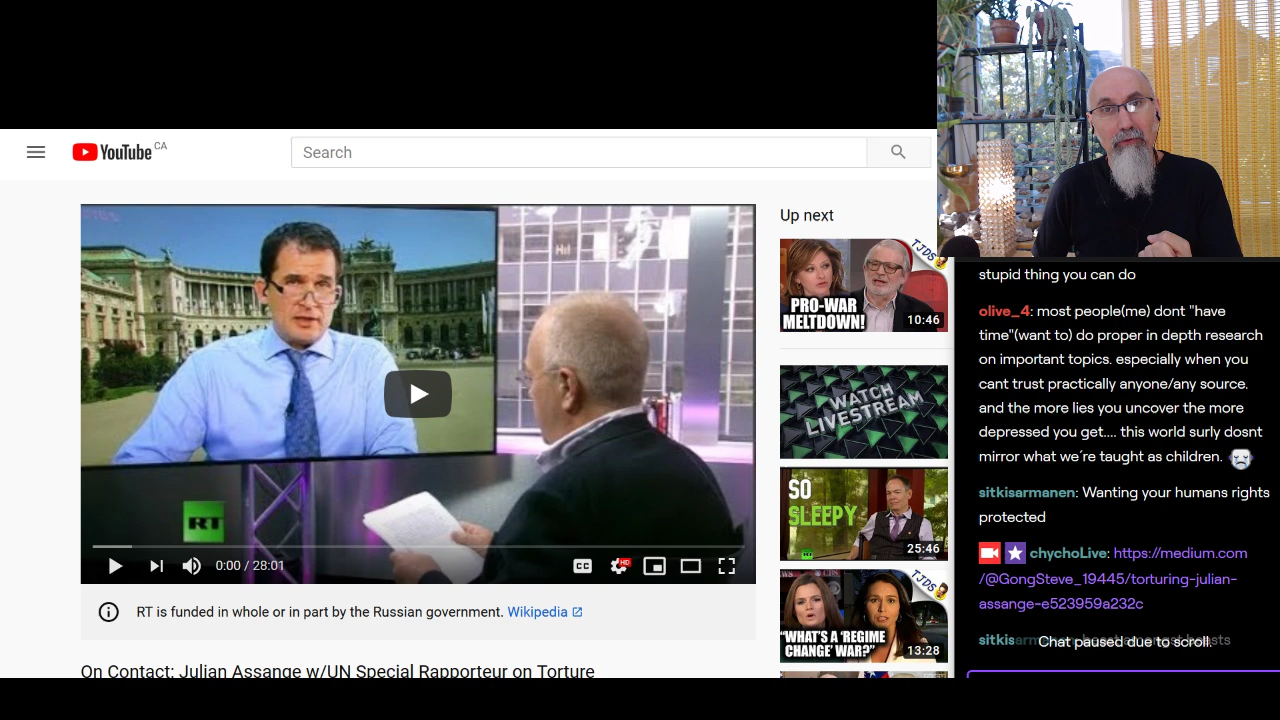 YouTube CA
Search
RT
0:00 / 28:01
CC
HD
RT is funded in whole or in part by the Russian government. Wikipedia
On Contact: Julian Assange w/UN Special Rapporteur on Torture
Up next
TJDS
PRO-WAR
MELTDOWN!
10:46
WATCH
LIVESTREAM
SO
SLEEPY
RT
25:46
TJDS
"WHAT'S A 'REGIME
CHANGE' WAR?"
13:28
stupid thing you can do
olive_4: most people(me) dont "have
time"(want to) do proper in depth research
on important topics. especially when you
cant trust practically anyone/any source.
and the more lies you uncover the more
depressed you get.... this world surly dosnt
mirror what we´re taught as children.
sitkisarmanen: Wanting your humans rights
protected
chychoLive: https://medium.com
/@GongSteve_19445/torturing-julian-
assange-e523959a232c
sitkis
Chat paused due to scroll.